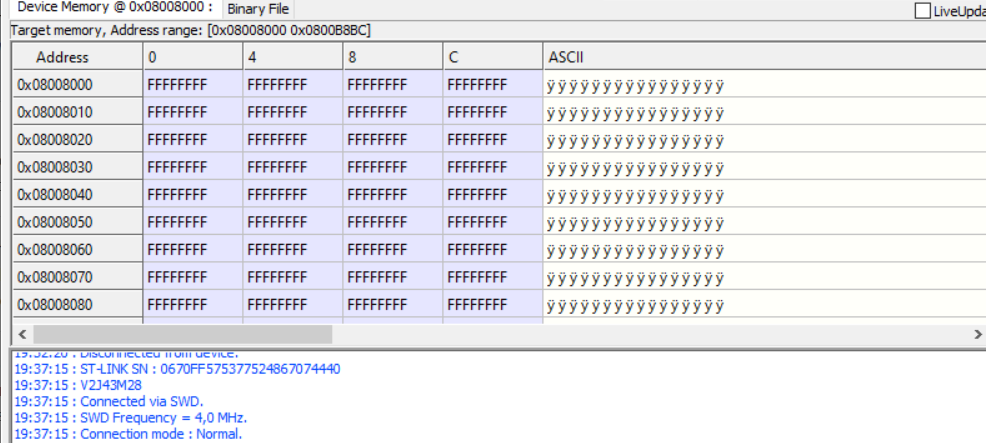 Device Memory @ 0x08008000 : Binary File LiveUpda
Target memory, Address range: [0x08008000 0x0800B8BC]
Address 0 4 8 C ASCII
0x08008000 FFFFFFFF FFFFFFFF FFFFFFFF FFFFFFFF ÿÿÿÿÿÿÿÿÿÿÿÿÿÿÿÿ
0x08008010 FFFFFFFF FFFFFFFF FFFFFFFF FFFFFFFF ÿÿÿÿÿÿÿÿÿÿÿÿÿÿÿÿ
0x08008020 FFFFFFFF FFFFFFFF FFFFFFFF FFFFFFFF ÿÿÿÿÿÿÿÿÿÿÿÿÿÿÿÿ
0x08008030 FFFFFFFF FFFFFFFF FFFFFFFF FFFFFFFF ÿÿÿÿÿÿÿÿÿÿÿÿÿÿÿÿ
0x08008040 FFFFFFFF FFFFFFFF FFFFFFFF FFFFFFFF ÿÿÿÿÿÿÿÿÿÿÿÿÿÿÿÿ
0x08008050 FFFFFFFF FFFFFFFF FFFFFFFF FFFFFFFF ÿÿÿÿÿÿÿÿÿÿÿÿÿÿÿÿ
0x08008060 FFFFFFFF FFFFFFFF FFFFFFFF FFFFFFFF ÿÿÿÿÿÿÿÿÿÿÿÿÿÿÿÿ
0x08008070 FFFFFFFF FFFFFFFF FFFFFFFF FFFFFFFF ÿÿÿÿÿÿÿÿÿÿÿÿÿÿÿÿ
0x08008080 FFFFFFFF FFFFFFFF FFFFFFFF FFFFFFFF ÿÿÿÿÿÿÿÿÿÿÿÿÿÿÿÿ
19:32:20 : Disconnected from device.
19:37:15 : ST-LINK SN : 0670FF575377524867074440
19:37:15 : V2J43M28
19:37:15 : Connected via SWD.
19:37:15 : SWD Frequency = 4,0 MHz.
19:37:15 : Connection mode : Normal.